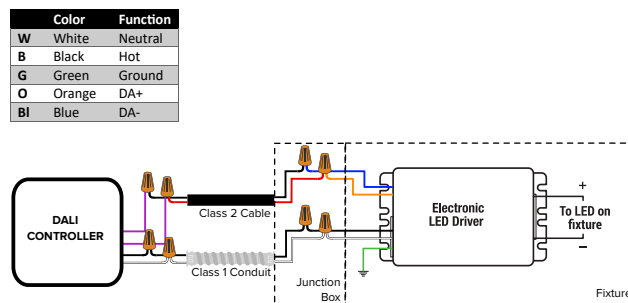 Color Function
W White Neutral
B Black Hot
G Green Ground
O Orange DA+
Bl Blue DA-
DALI
CONTROLLER
Class 2 Cable
Class 1 Conduit
Junction
Box
Electronic
LED Driver
+
To LED on
fixture
–
Fixture